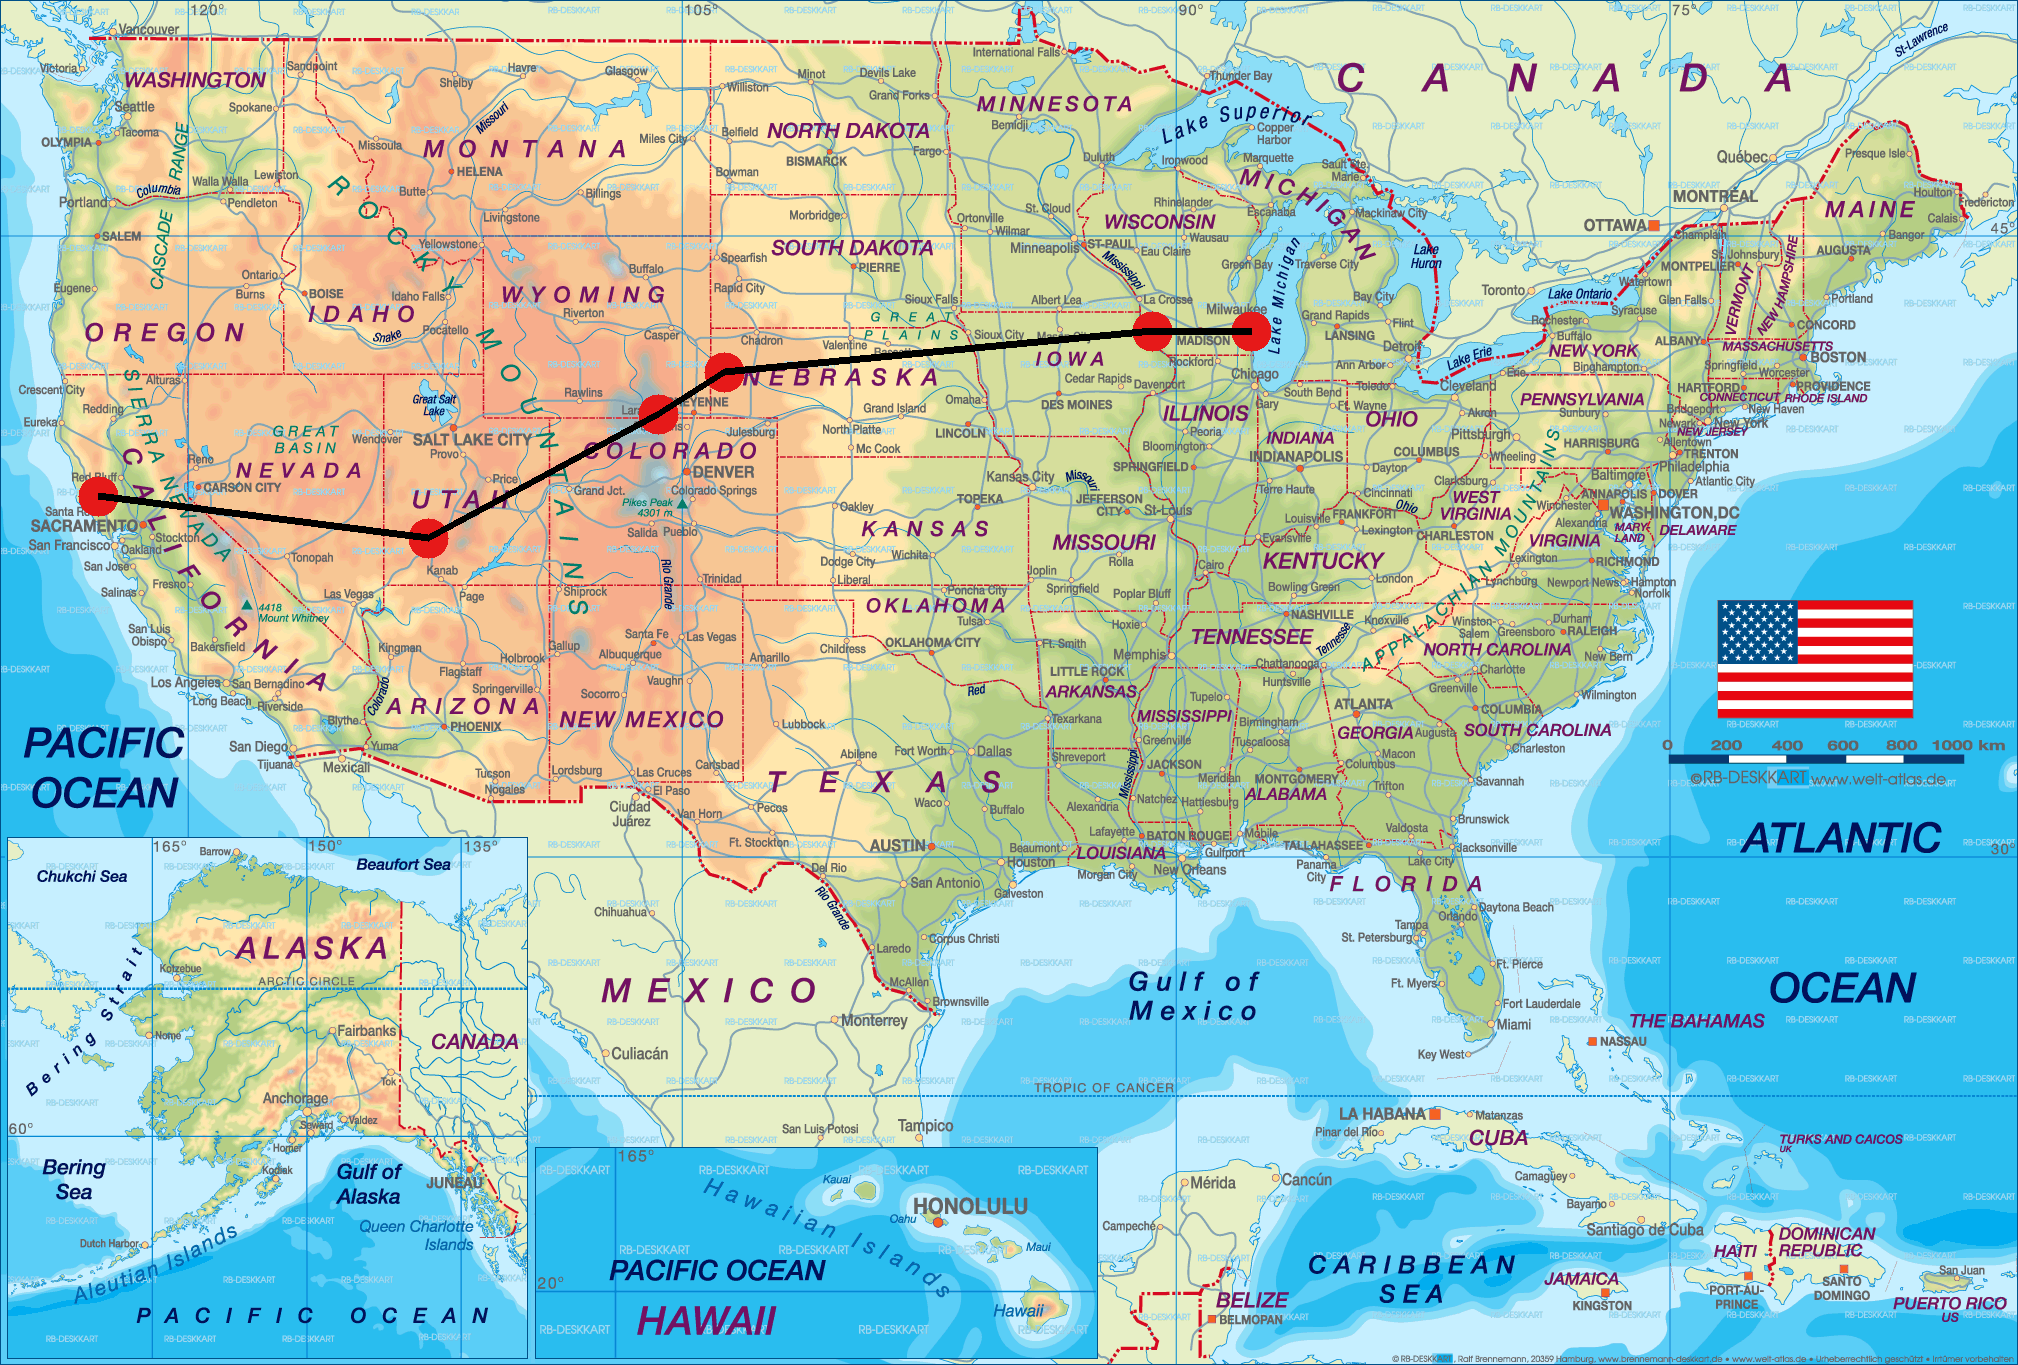 120°
105°
90°
75°
Vancouver
Victoria
WASHINGTON
Sandpoint
Shelby
Havre
Glasgow
Williston
Minot
Devils Lake
Grand Forks
International Falls
Thunder Bay
CANADA
St-Lawrence
Seattle
Spokane
Tacoma
OLYMPIA
RANGE
Missouri
Missoula
MONTANA
Miles City
Belfield
NORTH DAKOTA
BISMARCK
Fargo
MINNESOTA
Bemidji
Lake Superior
Copper
Harbor
Duluth
Ironwood
Marquette
Sault Ste.
Marie
Québec
Presque Isle
Columbia
Walla Walla
Lewiston
HELENA
Butte
Billings
Bowman
MICHIGAN
Houlton
Fredericton
Calais
Portland
Pendleton
ROCKY
Livingstone
Morbridge
Ortonville
St. Cloud
Wilmar
Rhinelander
Escanaba
Mackinaw City
MONTRÉAL
MAINE
SALEM
CASCADE
Yellowstone
SOUTH DAKOTA
PIERRE
Minneapolis
ST-PAUL
WISCONSIN
Wausau
Eau Claire
OTTAWA
Champlain
Bangor
45°
AUGUSTA
Spearfish
Buffalo
Rapid City
Mississippi
Green Bay
Lake Michigan
Traverse City
Lake
Huron
MONTPELIER
St. Johnsbury
NEW HAMPSHIRE
VERMONT
Eugene
Ontario
Burns
BOISE
Idaho Falls
IDAHO
WYOMING
Riverton
Sioux Falls
Albert Lea
La Crosse
Milwaukee
Bay City
Toronto
Lake Ontario
Watertown
Glen Falls
Portland
OREGON
Snake
Pocatello
MOUNTAINS
Casper
Chadron
Valentine
GREAT
PLAINS
Sioux City
IOWA
MADISON
Grand Rapids
LANSING
Flint
Detroit
Rochester
Syracuse
ALBANY
CONCORD
MASSACHUSETTS
BOSTON
Rockford
Ann Arbor
Lake Erie
Erie
NEW YORK
Binghampton
Springfield
Worcester
Crescent City
Alturas
Great Salt
Lake
Rawlins
NEBRASKA
Cedar Rapids
Davenport
Chicago
Gary
South Bend
Toledo
Cleveland
HARTFORD
PROVIDENCE
CONNECTICUT
RHODE ISLAND
Redding
Eureka
SIERRA NEVADA
GREAT
BASIN
Wendover
SALT LAKE CITY
Provo
Julesburg
Grand Island
North Platte
Omaha
LINCOLN
DES MOINES
ILLINOIS
Peoria
Bloomington
Ft. Wayne
OHIO
Akron
PENNSYLVANIA
Sunbury
Bridgeport
New Haven
Newark
New York
NEW JERSEY
Reno
NEVADA
COLORADO
Mc Cook
SPRINGFIELD
INDIANA
INDIANAPOLIS
COLUMBUS
Pittsburgh
HARRISBURG
Allentown
TRENTON
Philadelphia
Red Bluff
CARSON CITY
UTAH
Price
Grand Jct.
DENVER
Colorado Springs
Pikes Peak
4301 m
Kansas City
TOPEKA
Missouri
JEFFERSON
CITY
Terre Haute
Dayton
Cincinnati
Wheeling
Clarksburg
Baltimore
Atlantic City
ANNAPOLIS
DOVER
WEST
VIRGINIA
Winchester
WASHINGTON,DC
SACRAMENTO
San Francisco
Oakland
Stockton
CALIFORNIA
Tonopah
Salida
Pueblo
Oakley
KANSAS
St-Louis
MISSOURI
Rolla
Louisville
FRANKFORT
Ohio
Lexington
Evansville
CHARLESTON
Alexandria
MARY-
LAND
DELAWARE
VIRGINIA
San Jose
Salinas
Fresno
Kanab
Page
Rio Grande
Trinidad
Wichita
Dodge City
Liberal
Joplin
Springfield
Cairo
KENTUCKY
Bowling Green
London
Lexington
Lynchburg
RICHMOND
Newport News
Hampton
Norfolk
4418
Mount Whitney
Las Vegas
Shiprock
Poncha City
OKLAHOMA
Tulsa
Poplar Bluff
Hoxie
NASHVILLE
Knoxville
APPALACHIAN MOUNTAINS
Winston-
Salem
Greensboro
Durham
RALEIGH
San Luis
Obispo
Bakersfield
Kingman
Flagstaff
Holbrook
Gallup
Santa Fe
Albuquerque
Las Vegas
Amarillo
Childress
OKLAHOMA CITY
Ft. Smith
Memphis
TENNESSEE
Tennessee
Chattanooga
Huntsville
NORTH CAROLINA
Charlotte
New Bern
Los Angeles
San Bernadino
Long Beach
Riverside
Springerville
Vaughn
Socorro
LITTLE ROCK
ARKANSAS
Red
Tupelo
Greenville
Wilmington
Blythe
Colorado
ARIZONA
PHOENIX
NEW MEXICO
Lubbock
Texarkana
MISSISSIPPI
Birmingham
ATLANTA
GEORGIA
Augusta
COLUMBIA
SOUTH CAROLINA
PACIFIC
OCEAN
San Diego
Tijuana
Mexicali
Yuma
Tucson
Nogales
Lordsburg
Las Cruces
El Paso
Carlsbad
Abilene
Fort Worth
Dallas
Shreveport
Greenville
JACKSON
Tuscaloosa
Meridian
MONTGOMERY
ALABAMA
Macon
Columbus
Charleston
Savannah
0 200 400 600 800 1000 km
©RB-DESKKART www.welt-atlas.de
Ciudad
Juárez
Van Horn
Pecos
TEXAS
Waco
Buffalo
Alexandria
Natchez
Hattiesburg
Mississippi
Tifton
Brunswick
Ft. Stockton
AUSTIN
Beaumont
Houston
Lafayette
BATON ROUGE
LOUISIANA
Mobile
Gulfport
TALLAHASSEE
Valdosta
Jacksonville
ATLANTIC
30°
Del Rio
San Antonio
Galveston
Morgan City
New Orleans
Panama
City
Lake City
FLORIDA
Chihuahua
Rio Grande
Daytona Beach
Orlando
Tampa
St. Petersburg
Laredo
Corpus Christi
McAllen
Brownsville
MEXICO
Monterrey
Culiacán
Gulf of
Mexico
Ft. Pierce
Ft. Myers
Fort Lauderdale
Miami
Key West
OCEAN
THE BAHAMAS
NASSAU
TROPIC OF CANCER
San Luis Potosi
Tampico
LA HABANA
Matanzas
Pinar del Rio
CUBA
TURKS AND CAICOS
UK
Camagüey
Bayamo
Santiago de Cuba
Mérida
Cancún
Campeche
CARIBBEAN
SEA
HAITI
DOMINICAN
REPUBLIC
JAMAICA
KINGSTON
PORT-AU-
PRINCE
SANTO
DOMINGO
San Juan
PUERTO RICO
US
BELIZE
BELMOPAN
165°
150°
135°
Barrow
Beaufort Sea
Chukchi Sea
ALASKA
Kotzebue
ARCTIC CIRCLE
Bering Strait
Nome
Fairbanks
CANADA
Tok
Anchorage
Valdez
Seward
Homer
Kodiak
60°
Bering
Sea
Gulf of
Alaska
JUNEAU
Queen Charlotte
Islands
Dutch Harbor
Aleutian Islands
PACIFIC OCEAN
165°
Kauai
Hawaiian Islands
HONOLULU
Oahu
Maui
PACIFIC OCEAN
20°
HAWAII
Hawaii
© RB-DESKKART, Ralf Brennemann, 20359 Hamburg, www.brennemann-deskkart.de • www.welt-atlas.de • Urheberrechtlich geschützt • Irrtümer vorbehalten